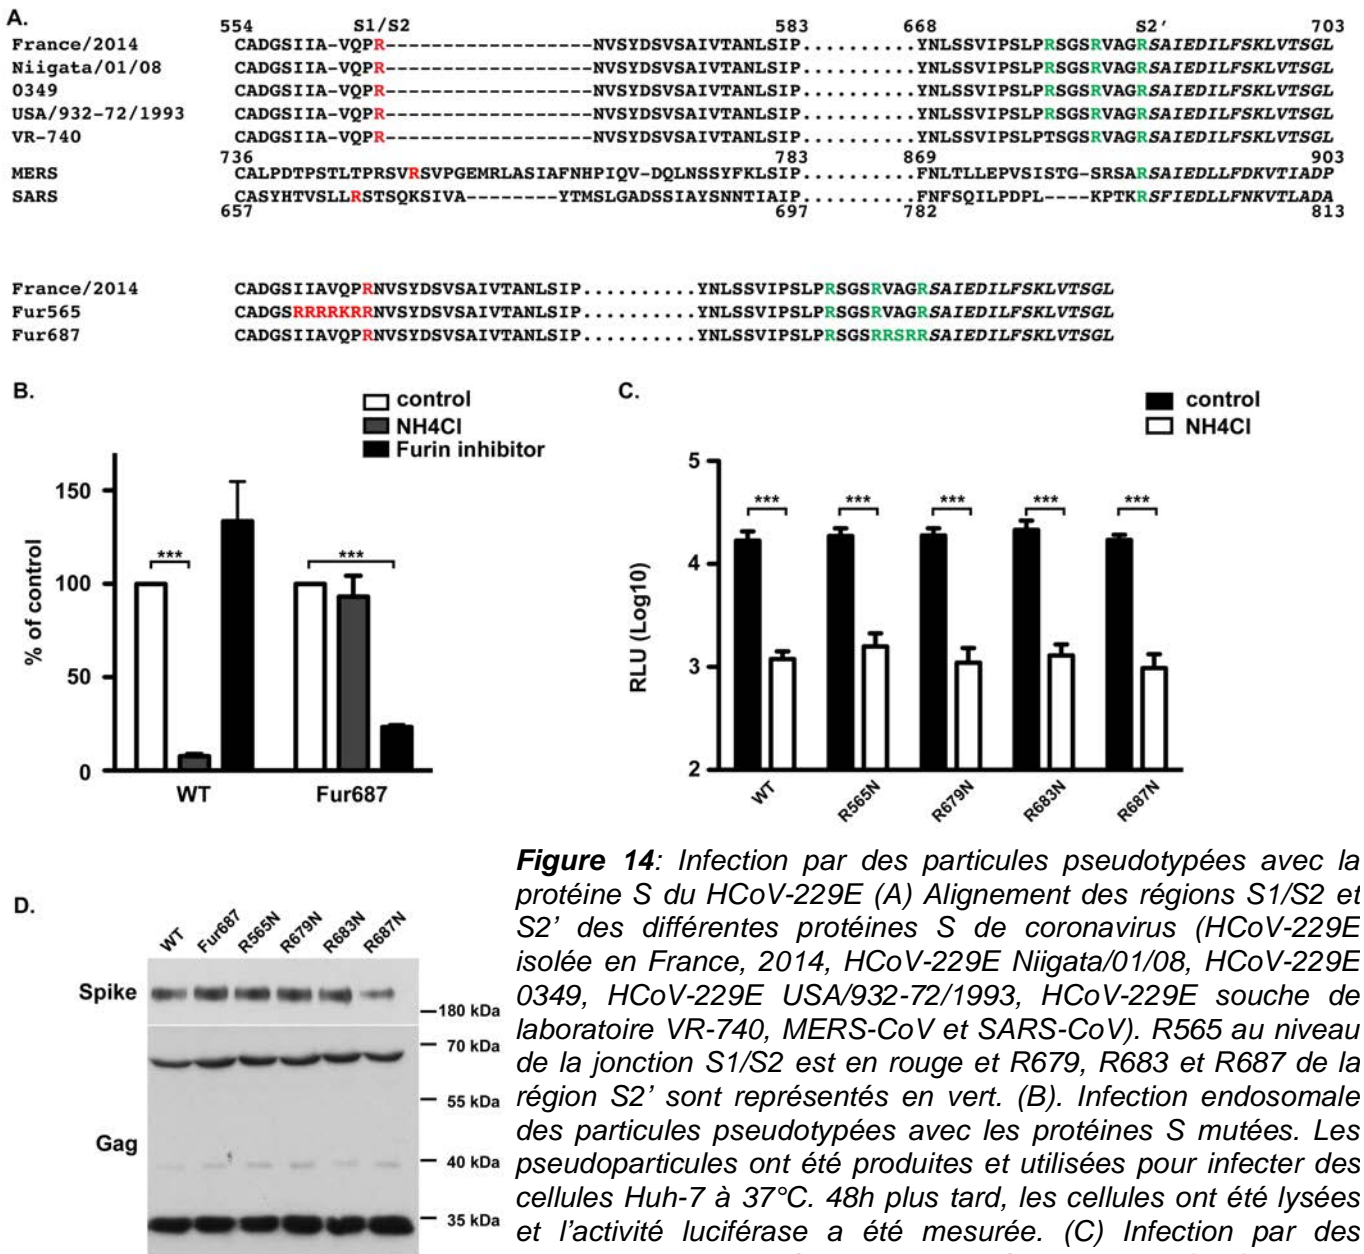 A.
554 S1/S2 583 668 S2’ 703
France/2014 CADGSIIA-VQPR------------------NVSYDSVSAIVTANLSIP..........YNLSSVIPSLPRSGSRVAGRSAIEDILFSKLVTSGL
Niigata/01/08 CADGSIIA-VQPR------------------NVSYDSVSAIVTANLSIP..........YNLSSVIPSLPRSGSRVAGRSAIEDILFSKLVTSGL
0349 CADGSIIA-VQPR------------------NVSYDSVSAIVTANLSIP..........YNLSSVIPSLPRSGSRVAGRSAIEDILFSKLVTSGL
USA/932-72/1993 CADGSIIA-VQPR------------------NVSYDSVSAIVTANLSIP..........YNLSSVIPSLPRSGSRVAGRSAIEDILFSKLVTSGL
VR-740 CADGSIIA-VQPR------------------NVSYDSVSAIVTANLSIP..........YNLSSVIPSLPTSGSRVAGRSAIEDILFSKLVTSGL
736 783 869 903
MERS CALPDTPSTLTPRSVRSVPGEMRLASIAFNHPIQV-DQLNSSYFKLSIP..........FNLTLLEPVSISTG-SRSARSAIEDLLFDKVTIADP
SARS CASYHTVSLLRSTSQKSIVA--------YTMSLGADSSIAYSNNTIAIP..........FNFSQILPDPL----KPTKRSFIEDLLFNKVTLADA
657 697 782 813
France/2014 CADGSIIAVQPRNVSYDSVSAIVTANLSIP..........YNLSSVIPSLPRSGSRVAGRSAIEDILFSKLVTSGL
Fur565 CADGSRRRRKRRNVSYDSVSAIVTANLSIP..........YNLSSVIPSLPRSGSRVAGRSAIEDILFSKLVTSGL
Fur687 CADGSIIAVQPRNVSYDSVSAIVTANLSIP..........YNLSSVIPSLPRSGSRRSRRSAIEDILFSKLVTSGL
B.
control
NH4Cl
Furin inhibitor
% of control
150
100
50
0
*** ***
WT Fur687
C.
control
NH4Cl
RLU (Log10)
5
4
3
2
*** *** *** *** ***
WT R565N R679N R683N R687N
D.
WT Fur687 R565N R679N R683N R687N
Spike
180 kDa
70 kDa
55 kDa
Gag
40 kDa
35 kDa
Figure 14: Infection par des particules pseudotypées avec la
protéine S du HCoV-229E (A) Alignement des régions S1/S2 et
S2’ des différentes protéines S de coronavirus (HCoV-229E
isolée en France, 2014, HCoV-229E Niigata/01/08, HCoV-229E
0349, HCoV-229E USA/932-72/1993, HCoV-229E souche de
laboratoire VR-740, MERS-CoV et SARS-CoV). R565 au niveau
de la jonction S1/S2 est en rouge et R679, R683 et R687 de la
région S2’ sont représentés en vert. (B). Infection endosomale
des particules pseudotypées avec les protéines S mutées. Les
pseudoparticules ont été produites et utilisées pour infecter des
cellules Huh-7 à 37°C. 48h plus tard, les cellules ont été lysées
et l’activité luciférase a été mesurée. (C) Infection par des